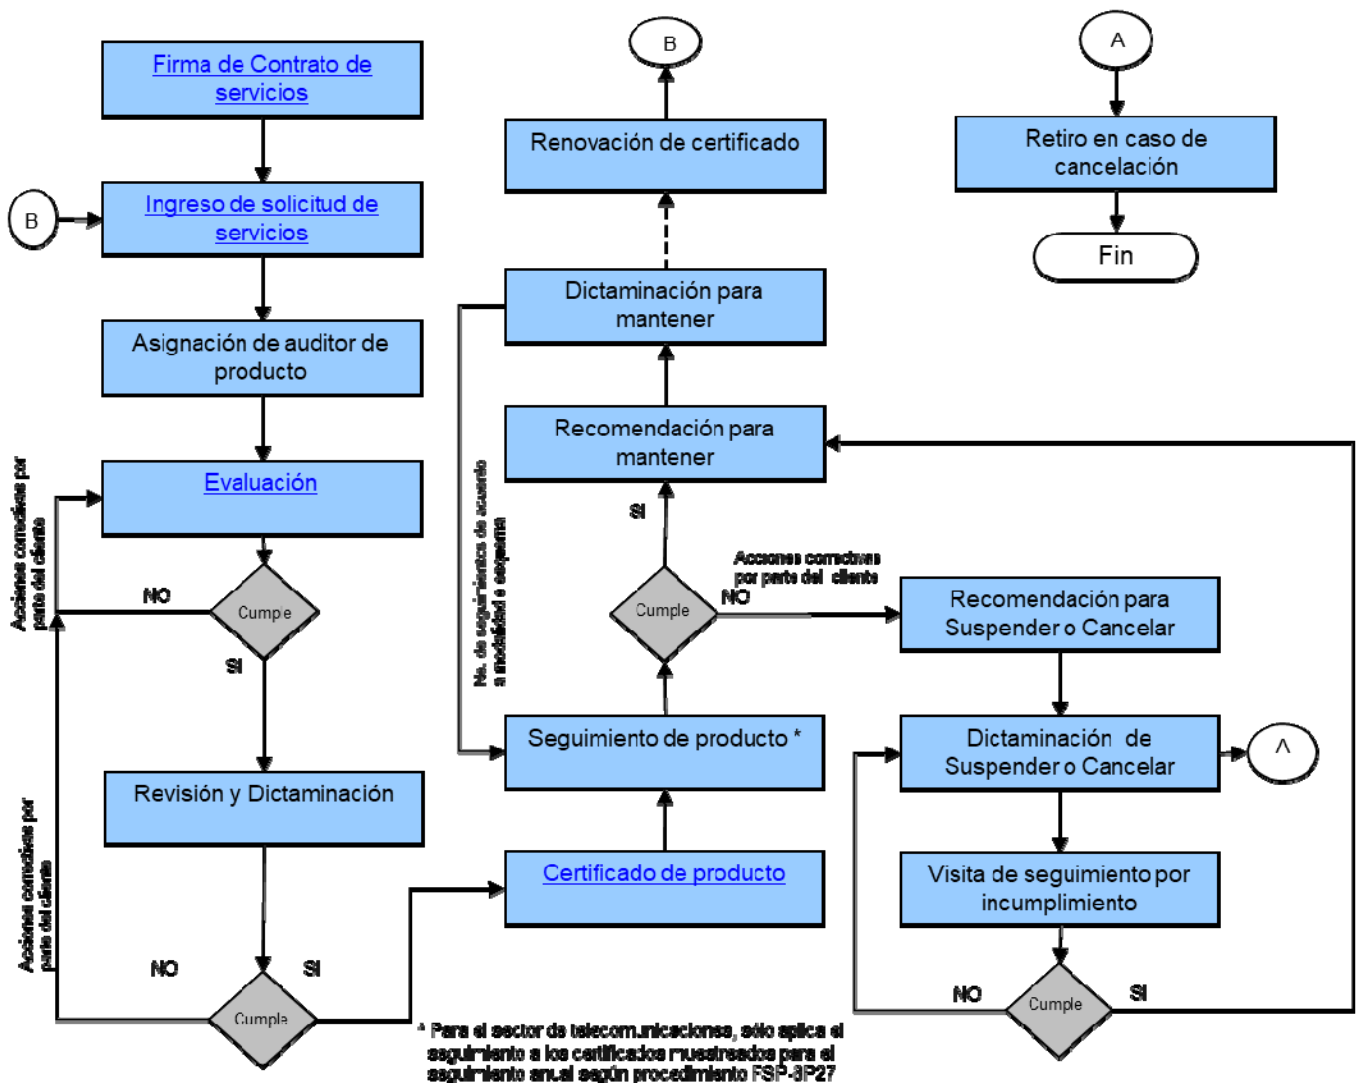 Firma de Contrato de
servicios
B
Ingreso de solicitud de
servicios
Asignación de auditor de
producto
Acciones correctivas por
parte del cliente
Evaluación
NO
Cumple
SI
Revisión y Dictaminación
Acciones correctivas por
parte del cliente
NO
SI
Cumple
B
Renovación de certificado
Dictaminación para
mantener
Recomendación para
mantener
No. de seguimientos de acuerdo
a modalidad o esquema
SI
Cumple
NO
Acciones correctivas
por parte del cliente
Seguimiento de producto *
Certificado de producto
* Para el sector de telecomunicaciones, sólo aplica el
seguimiento a los certificados muestreados para el
seguimiento anual según procedimiento FSP-8P27
A
Retiro en caso de
cancelación
Fin
Recomendación para
Suspender o Cancelar
Dictaminación de
Suspender o Cancelar
A
Visita de seguimiento por
incumplimiento
NO
Cumple
SI